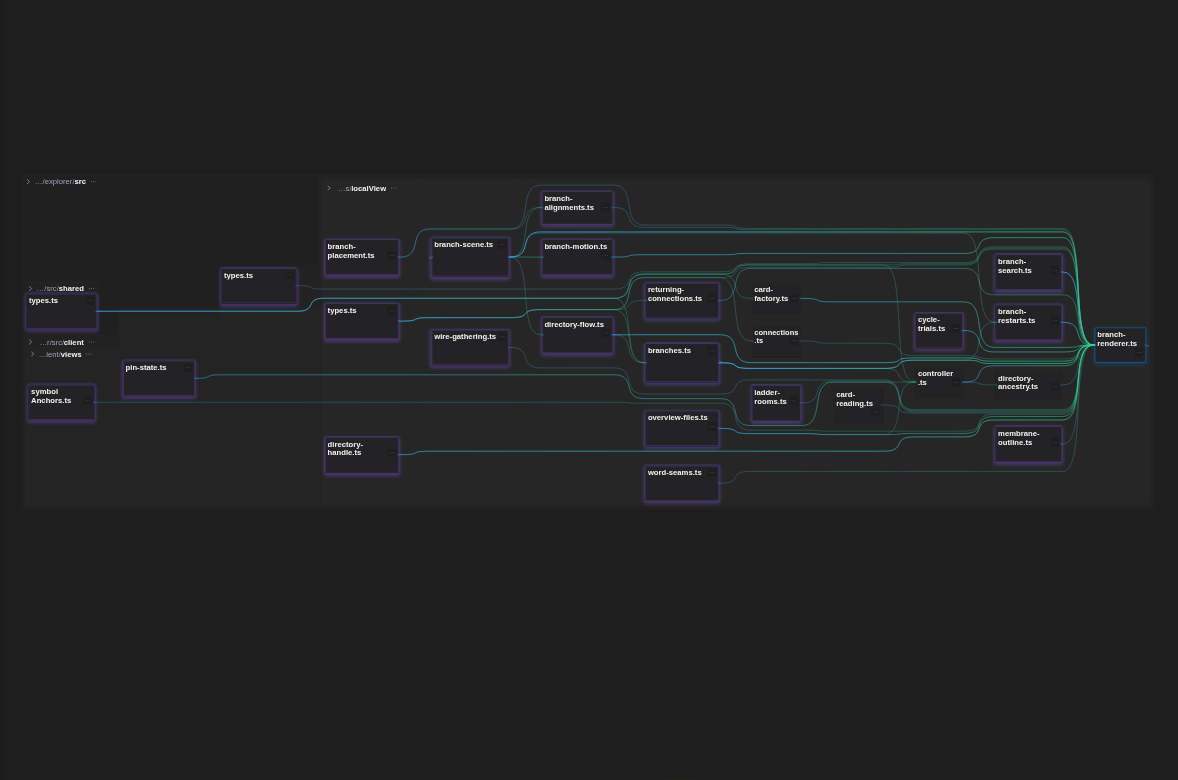 .../explorer/src ...
...s/localView ...
branch-
alignments.ts
branch-
placement.ts
branch-scene.ts
branch-motion.ts
branch-
search.ts
types.ts
.../src/shared ...
types.ts
returning-
connections.ts
card-
factory.ts
types.ts
branch-
restarts.ts
cycle-
trials.ts
directory-flow.ts
wire-gathering.ts
connections
.ts
branch-
renderer.ts
...r/src/client ...
...ient/views ...
branches.ts
pin-state.ts
controller
.ts
directory-
ancestry.ts
symbol
Anchors.ts
ladder-
rooms.ts
card-
reading.ts
overview-files.ts
membrane-
outline.ts
directory-
handle.ts
word-seams.ts